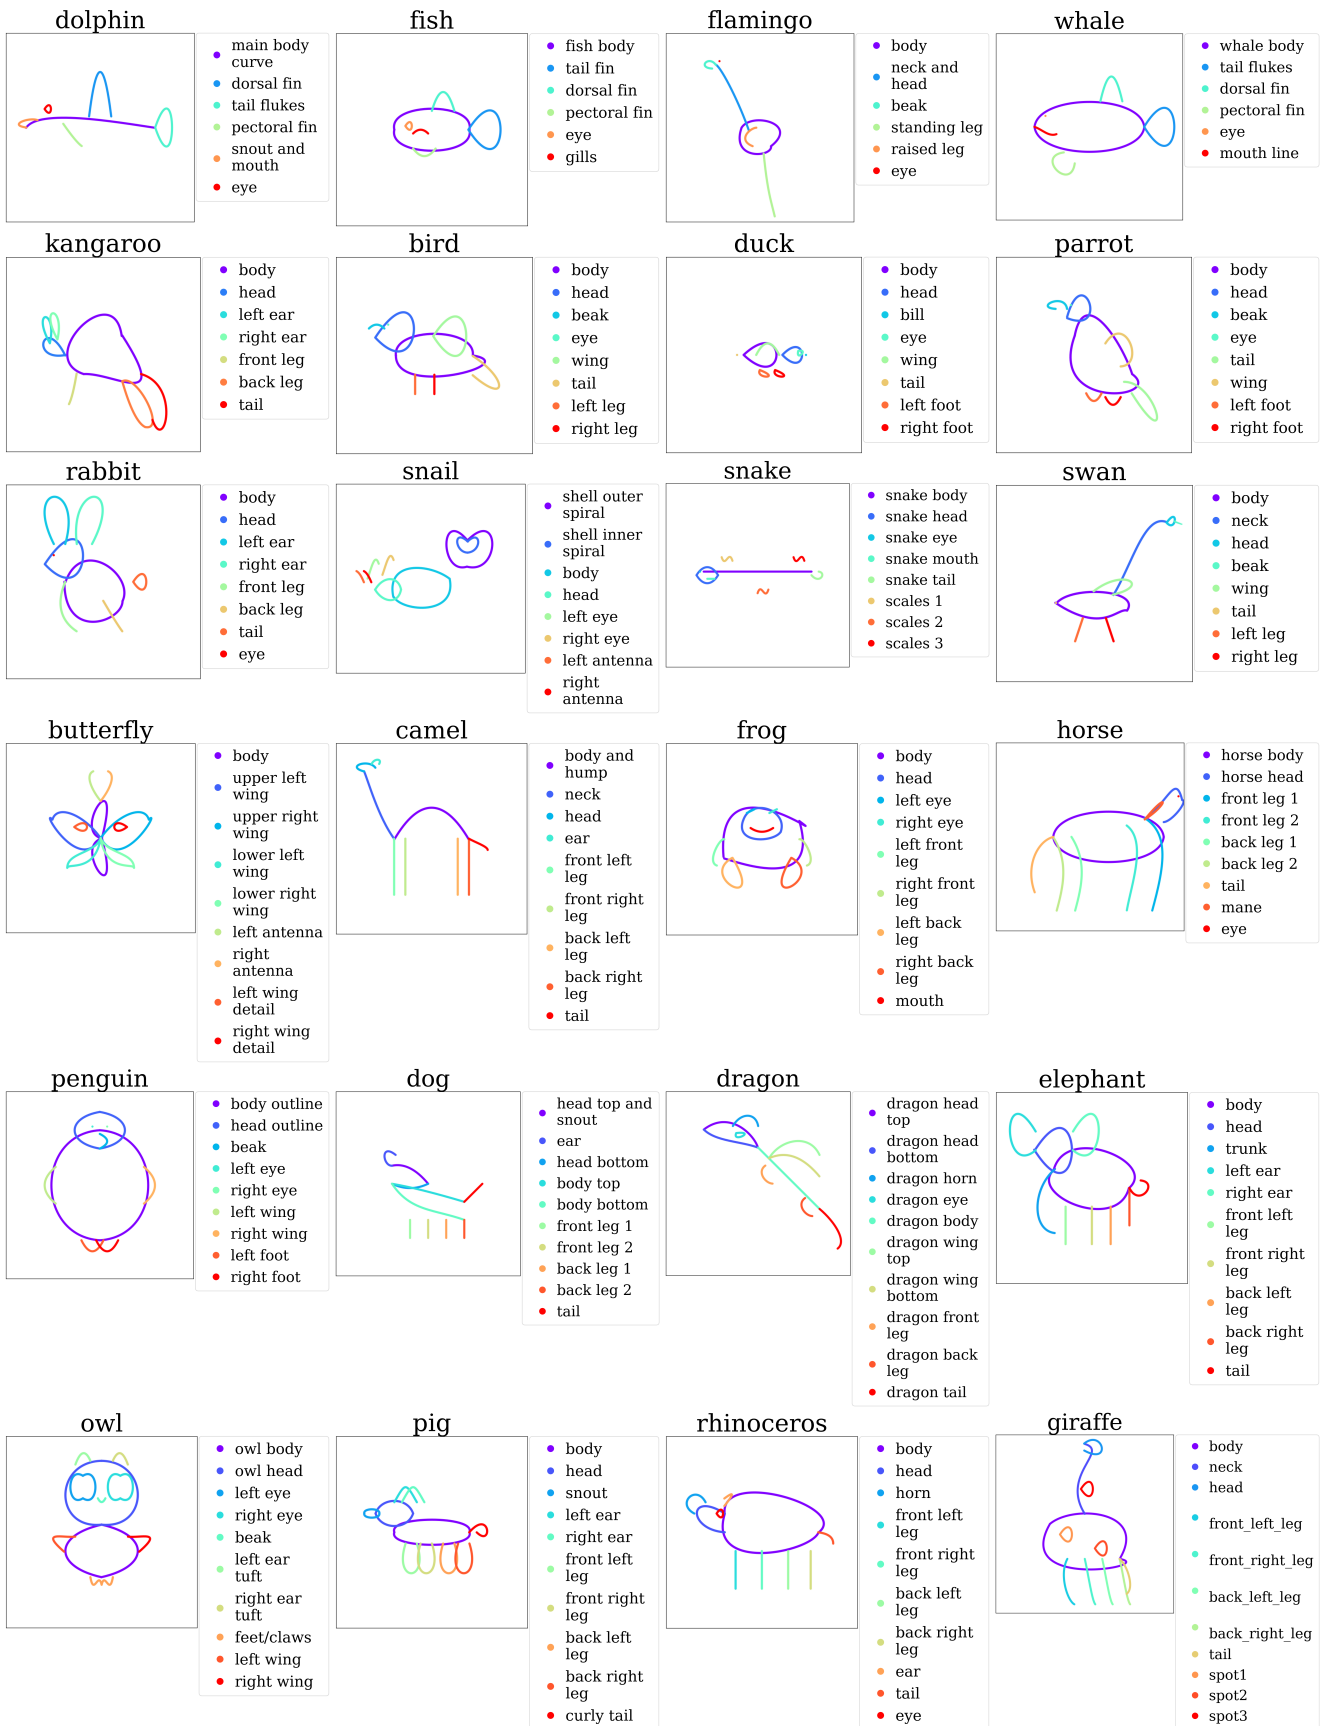 dolphin
main body
curve
dorsal fin
tail flukes
pectoral fin
snout and
mouth
eye
fish
fish body
tail fin
dorsal fin
pectoral fin
eye
gills
flamingo
body
neck and
head
beak
standing leg
raised leg
eye
whale
whale body
tail flukes
dorsal fin
pectoral fin
eye
mouth line
kangaroo
body
head
left ear
right ear
front leg
back leg
tail
bird
body
head
beak
eye
wing
tail
left leg
right leg
duck
body
head
bill
eye
wing
tail
left foot
right foot
parrot
body
head
beak
eye
tail
wing
left foot
right foot
rabbit
body
head
left ear
right ear
front leg
back leg
tail
eye
snail
shell outer
spiral
shell inner
spiral
body
head
left eye
right eye
left antenna
right
antenna
snake
snake body
snake head
snake eye
snake mouth
snake tail
scales 1
scales 2
scales 3
swan
body
neck
head
beak
wing
tail
left leg
right leg
butterfly
body
upper left
wing
upper right
wing
lower left
wing
lower right
wing
left antenna
right
antenna
left wing
detail
right wing
detail
camel
body and
hump
neck
head
ear
front left
leg
front right
leg
back left
leg
back right
leg
tail
frog
body
head
left eye
right eye
left front
leg
right front
leg
left back
leg
right back
leg
mouth
horse
horse body
horse head
front leg 1
front leg 2
back leg 1
back leg 2
tail
mane
eye
penguin
body outline
head outline
beak
left eye
right eye
left wing
right wing
left foot
right foot
dog
head top and
snout
ear
head bottom
body top
body bottom
front leg 1
front leg 2
back leg 1
back leg 2
tail
dragon
dragon head
top
dragon head
bottom
dragon horn
dragon eye
dragon body
dragon wing
top
dragon wing
bottom
dragon front
leg
dragon back
leg
dragon tail
elephant
body
head
trunk
left ear
right ear
front left
leg
front right
leg
back left
leg
back right
leg
tail
owl
owl body
owl head
left eye
right eye
beak
left ear
tuft
right ear
tuft
feet/claws
left wing
right wing
pig
body
head
snout
left ear
right ear
front left
leg
front right
leg
back left
leg
back right
leg
curly tail
rhinoceros
body
head
horn
front left
leg
front right
leg
back left
leg
back right
leg
ear
tail
eye
giraffe
body
neck
head
front_left_leg
front_right_leg
back_left_leg
back_right_leg
tail
spot1
spot2
spot3